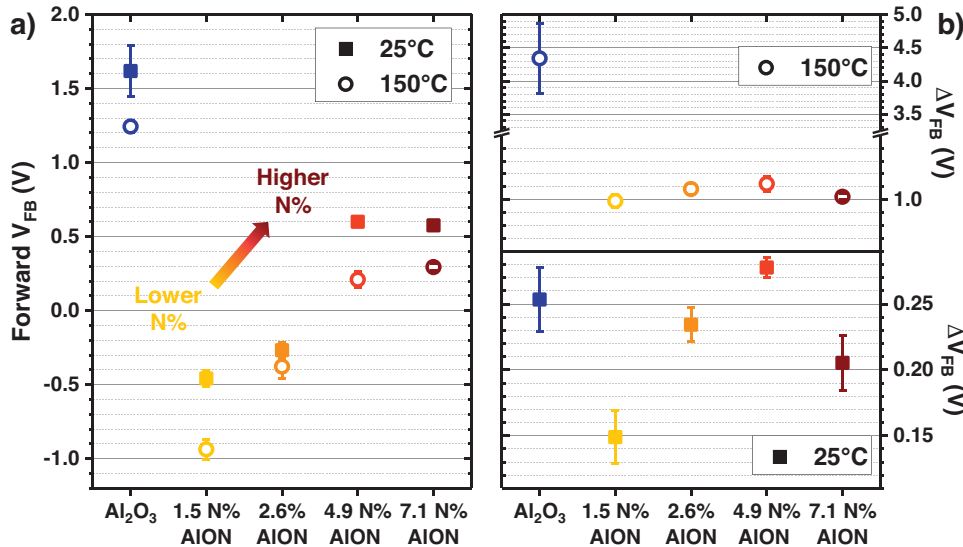 a)
Forward V_FB (V)
2.0
1.5
1.0
0.5
0.0
-0.5
-1.0
25°C
150°C
Higher
N%
Lower
N%
Al₂O₃
1.5 N%
AlON
2.6%
AlON
4.9 N%
AlON
7.1 N%
AlON
b)
150°C
5.0
4.5
4.0
3.5
ΔV_FB (V)
1.0
0.25
0.20
0.15
ΔV_FB (V)
25°C
Al₂O₃
1.5 N%
AlON
2.6%
AlON
4.9 N%
AlON
7.1 N%
AlON